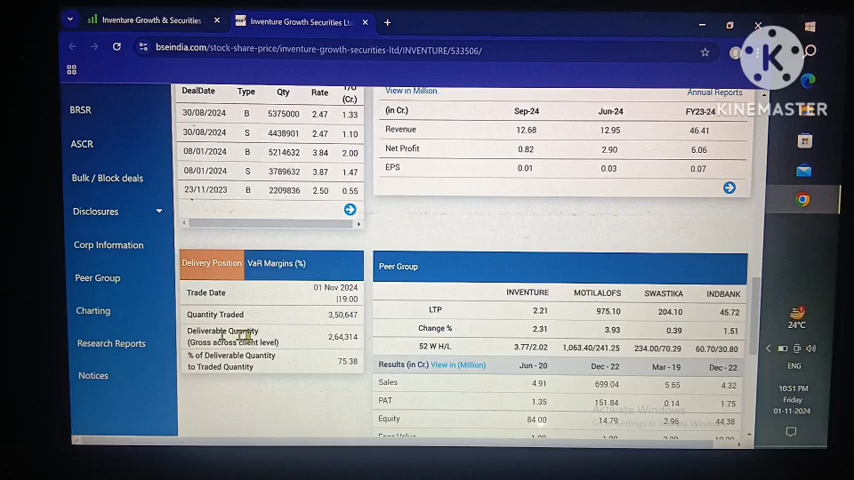 Inventure Growth & Securities
Inventure Growth Securities Ltd
bseindia.com/stock-share-price/inventure-growth-securities-ltd/INVENTURE/533506/
KINEMASTER
BRSR
ASCR
Bulk / Block deals
Disclosures
Corp Information
Peer Group
Charting
Research Reports
Notices
DealDate Type Qty Rate T/O (Cr.)
30/08/2024 B 5375000 2.47 1.33
30/08/2024 S 4438901 2.47 1.10
08/01/2024 B 5214632 3.84 2.00
08/01/2024 S 3789632 3.87 1.47
23/11/2023 B 2209836 2.50 0.55
View in Million Annual Reports
(in Cr.) Sep-24 Jun-24 FY23-24
Revenue 12.68 12.95 46.41
Net Profit 0.82 2.90 6.06
EPS 0.01 0.03 0.07
Delivery Position VaR Margins (%)
Trade Date 01 Nov 2024
|19:00
Quantity Traded 3,50,647
Deliverable Quantity
(Gross across client level) 2,64,314
% of Deliverable Quantity
to Traded Quantity 75.38
Peer Group
INVENTURE MOTILALOFS SWASTIKA INDBANK
LTP 2.21 975.10 204.10 45.72
Change % 2.31 3.93 0.39 1.51
52 W H/L 3.77/2.02 1,063.40/241.25 234.00/70.29 60.70/30.80
Results (in Cr.) View in (Million) Jun - 20 Dec - 22 Mar - 19 Dec - 22
Sales 4.91 699.04 5.65 4.32
PAT 1.35 151.84 0.14 1.75
Equity 84.00 14.79 2.96 44.38
Activate Windows
Go to Settings to activate Windows
24°C
ENG
10:51 PM
Friday
01-11-2024